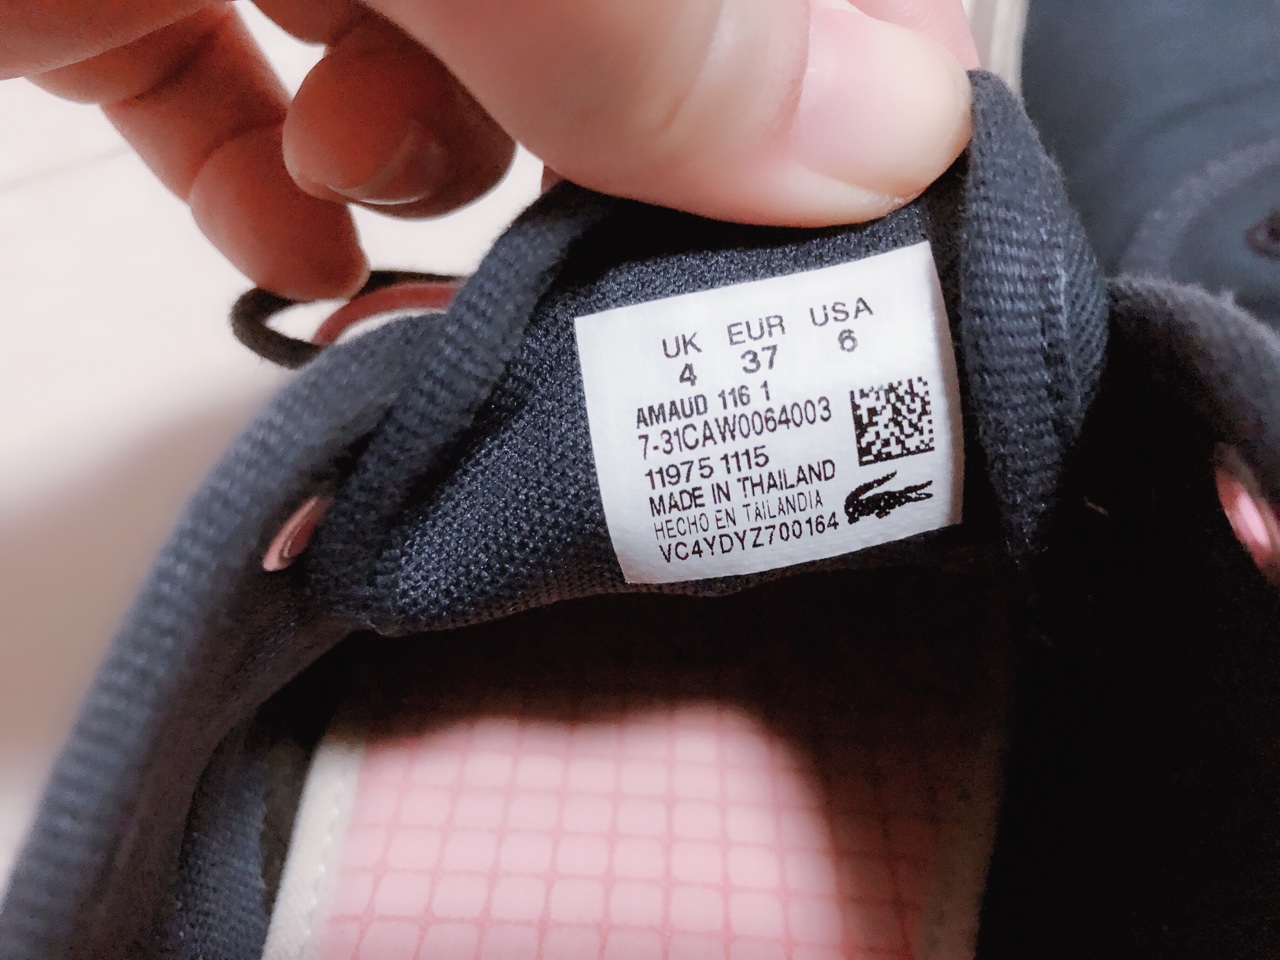 UK EUR USA
4 37 6
AMAUD 116 1
7-31CAW0064003
11975 1115
MADE IN THAILAND
HECHO EN TAILANDIA
VC4YDYZ700164